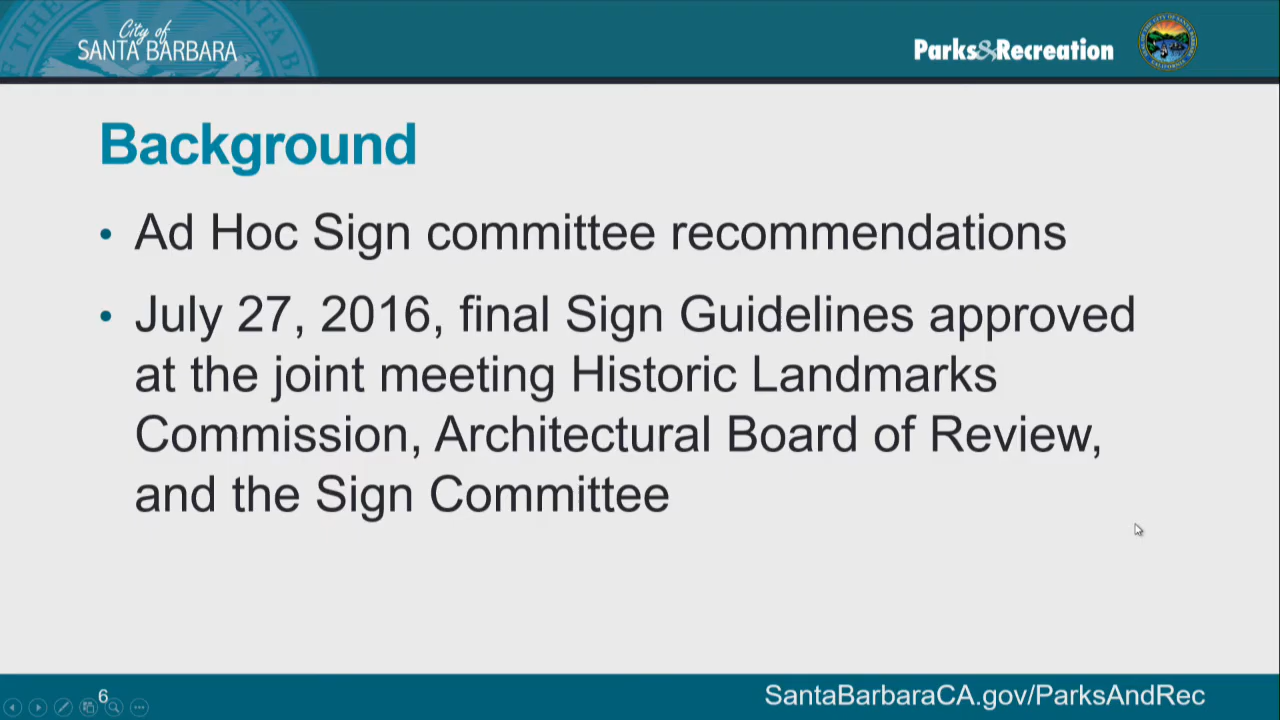 City of
SANTA BARBARA
Parks&Recreation
Background
• Ad Hoc Sign committee recommendations
• July 27, 2016, final Sign Guidelines approved
at the joint meeting Historic Landmarks
Commission, Architectural Board of Review,
and the Sign Committee
6
SantaBarbaraCA.gov/ParksAndRec